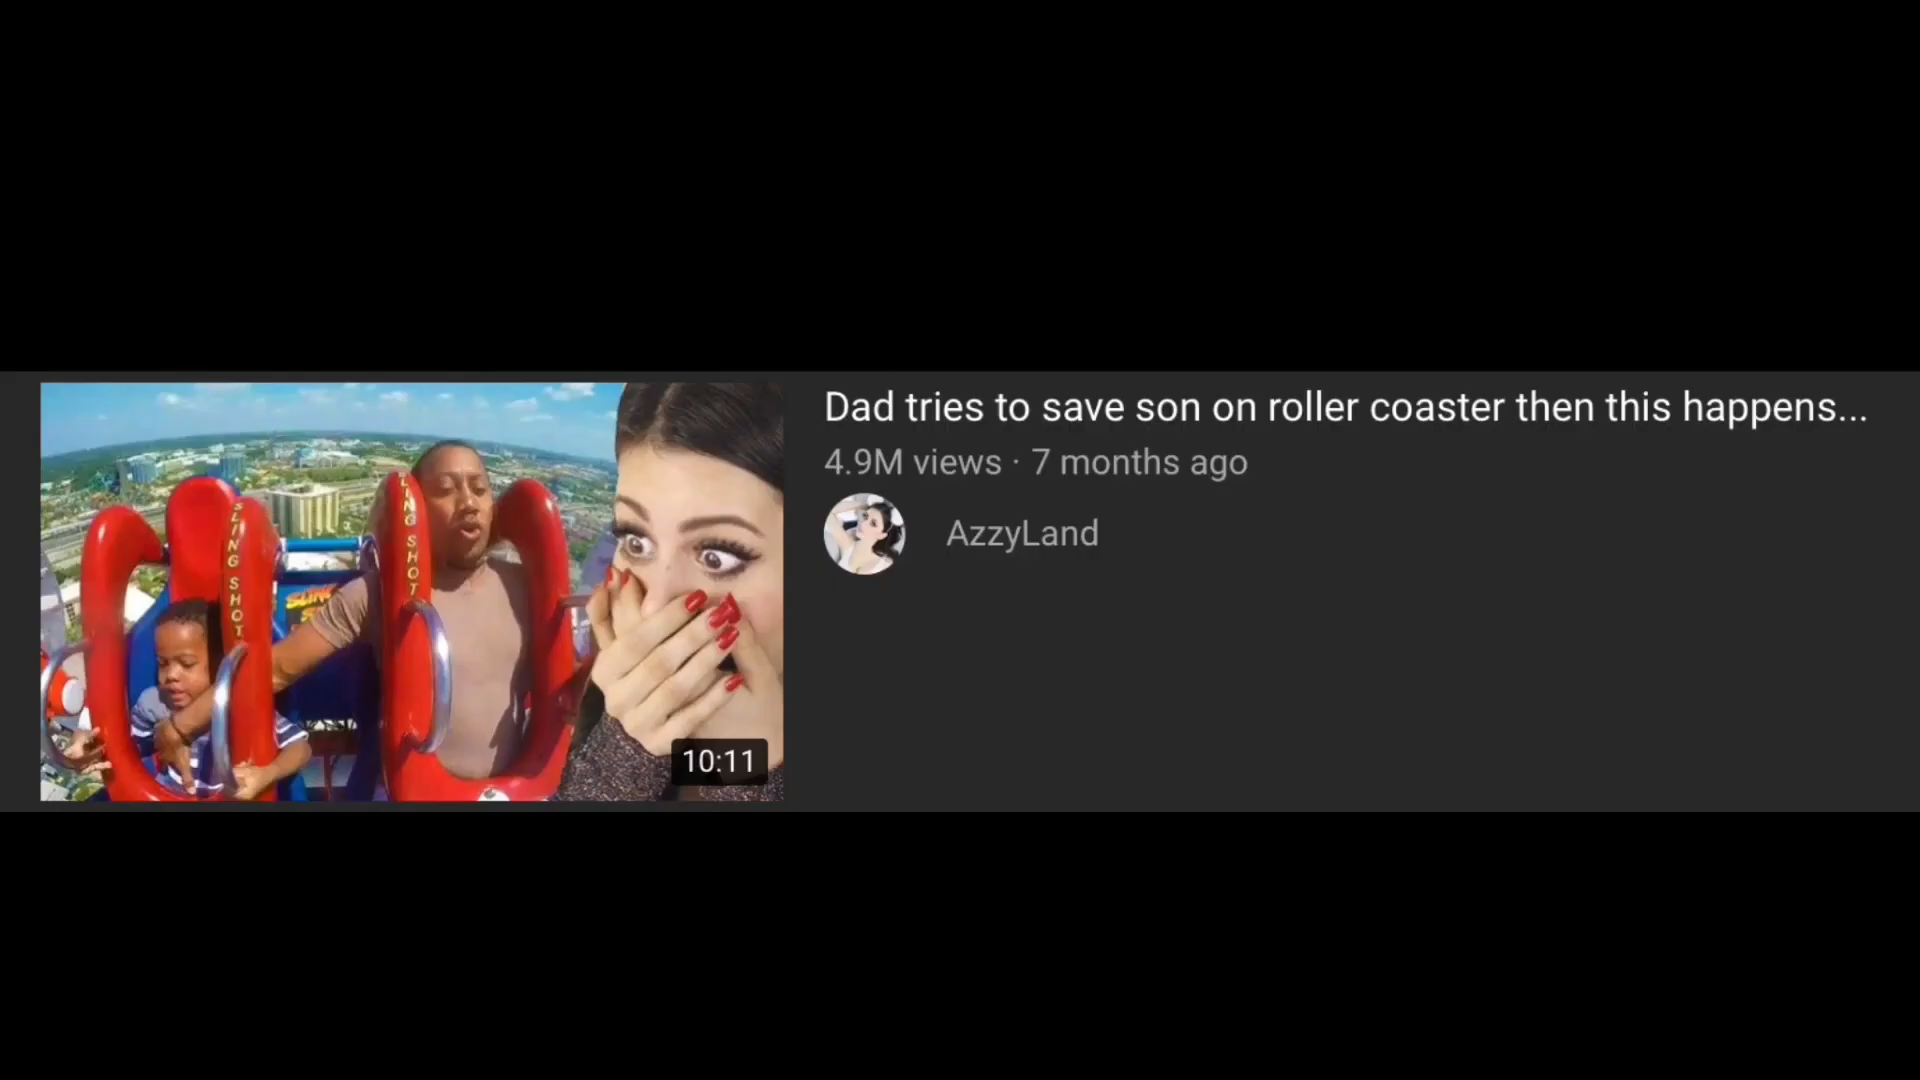 Dad tries to save son on roller coaster then this happens...
4.9M views · 7 months ago
AzzyLand
SLING SHOT
LING SHOT
SLING
10:11